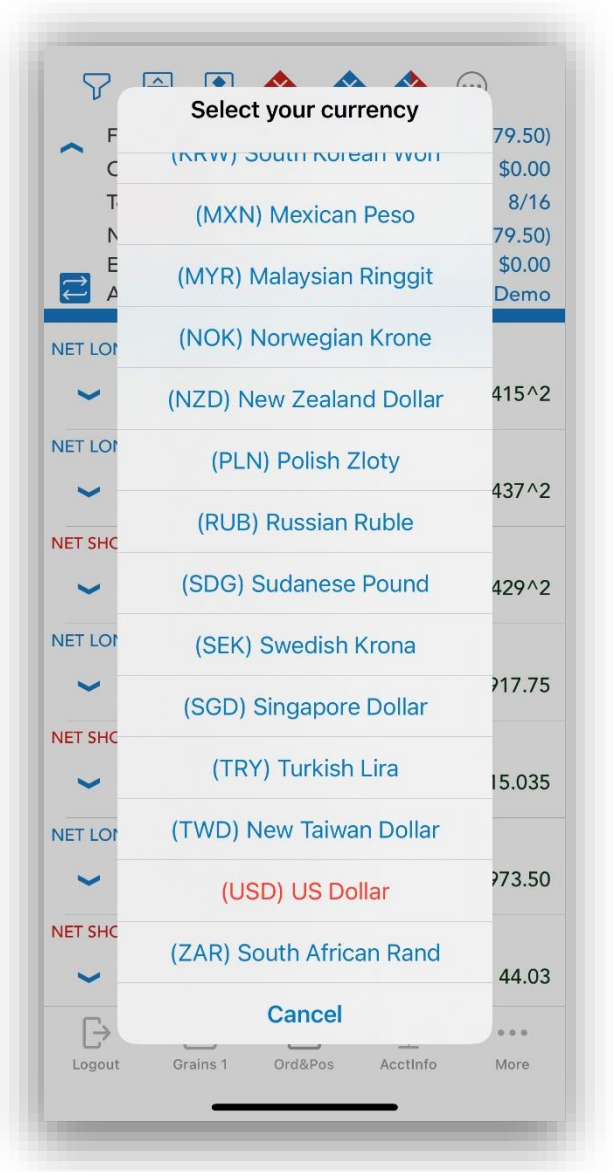 Select your currency
F
79.50)
(KRW) South Korean Won
C
$0.00
T
8/16
(MXN) Mexican Peso
N
79.50)
E
$0.00
(MYR) Malaysian Ringgit
A
Demo
(NOK) Norwegian Krone
NET LON
(NZD) New Zealand Dollar
415^2
NET LON
(PLN) Polish Zloty
437^2
(RUB) Russian Ruble
NET SHO
(SDG) Sudanese Pound
429^2
NET LON
(SEK) Swedish Krona
917.75
(SGD) Singapore Dollar
NET SHO
(TRY) Turkish Lira
15.035
NET LON
(TWD) New Taiwan Dollar
973.50
(USD) US Dollar
NET SHO
(ZAR) South African Rand
44.03
Cancel
Logout
Grains 1
Ord&Pos
AcctInfo
More